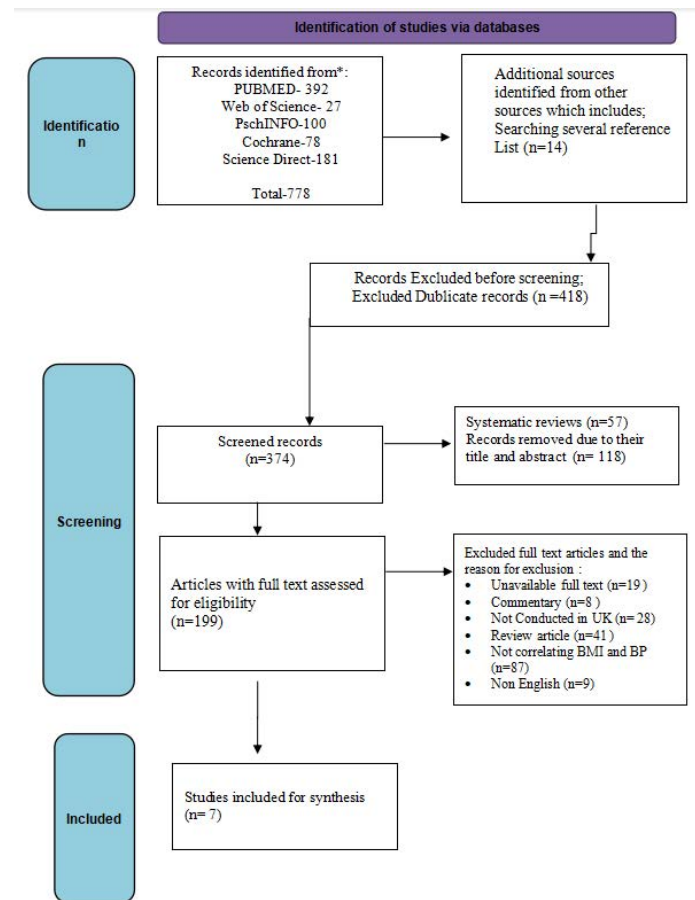 Identification of studies via databases
Identificatio
n
Records identified from*:
PUBMED- 392
Web of Science- 27
PschINFO-100
Cochrane-78
Science Direct-181
Total-778
Additional sources
identified from other
sources which includes;
Searching several reference
List (n=14)
Records Excluded before screening;
Excluded Dublicate records (n =418)
Screening
Screened records
(n=374)
Systematic reviews (n=57)
Records removed due to their
title and abstract (n= 118)
Articles with full text assessed
for eligibility
(n=199)
Excluded full text articles and the
reason for exclusion :
• Unavailable full text (n=19 )
• Commentary (n=8 )
• Not Conducted in UK (n= 28)
• Review article (n=41 )
• Not correlating BMI and BP
(n=87)
• Non English (n=9)
Included
Studies included for synthesis
(n= 7)